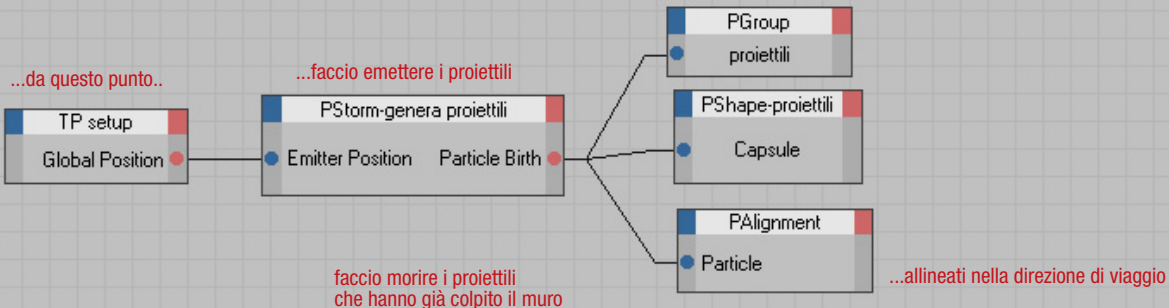 PGroup
proiettili
...da questo punto..
...faccio emettere i proiettili
TP setup
Global Position
PStorm-genera proiettili
Emitter Position Particle Birth
PShape-proiettili
Capsule
PAlignment
Particle
...allineati nella direzione di viaggio
faccio morire i proiettili
che hanno già colpito il muro